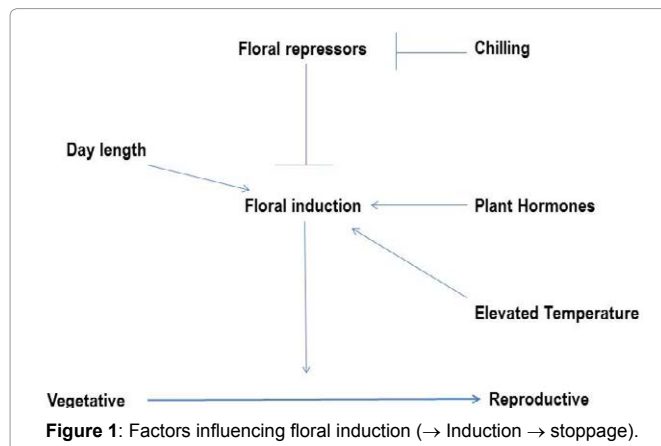 Floral repressors
Chilling
Day length
Floral induction
Plant Hormones
Elevated Temperature
Vegetative
Reproductive
Figure 1: Factors influencing floral induction (→ Induction → stoppage).